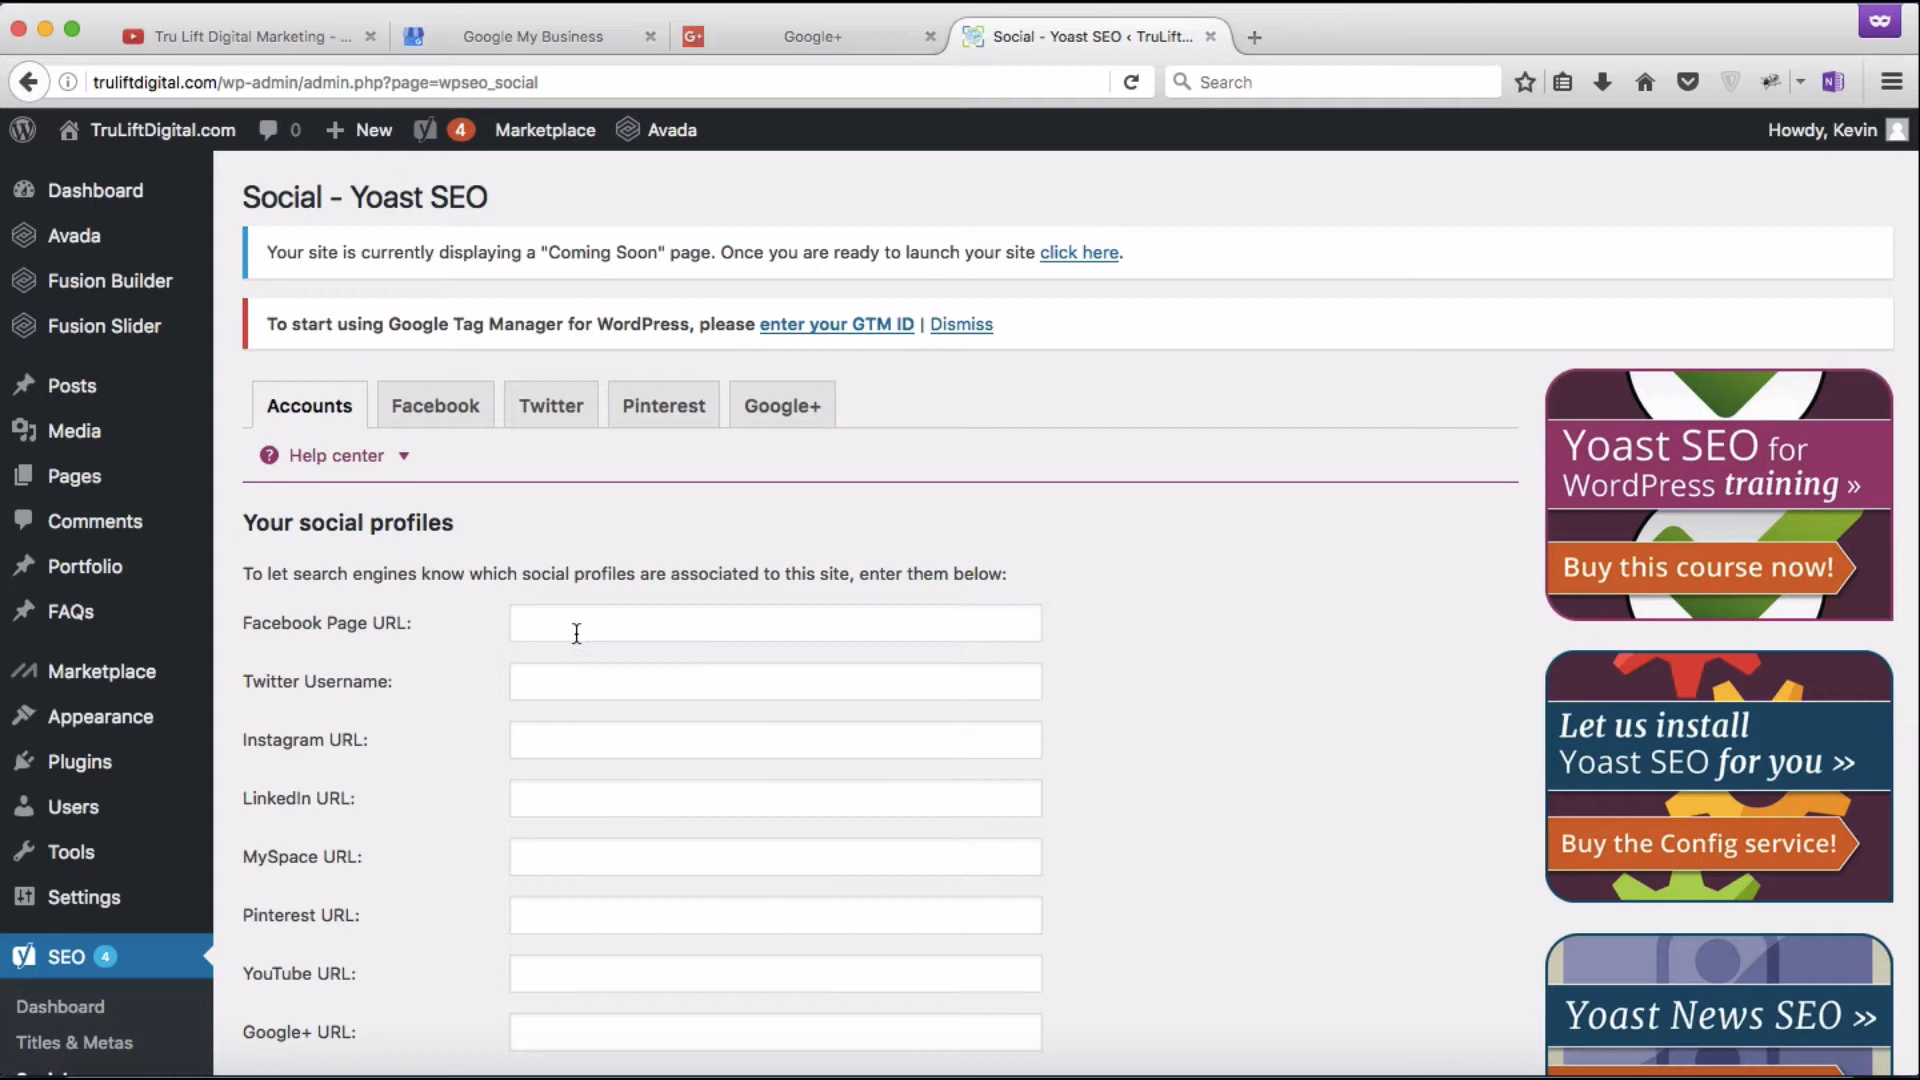 Tru Lift Digital Marketing - ...
Google My Business
G+ Google+
Social - Yoast SEO ‹ TruLift...
truliftdigital.com/wp-admin/admin.php?page=wpseo_social
Search
TruLiftDigital.com
0
New
4
Marketplace
Avada
Howdy, Kevin
Dashboard
Avada
Fusion Builder
Fusion Slider
Posts
Media
Pages
Comments
Portfolio
FAQs
Marketplace
Appearance
Plugins
Users
Tools
Settings
SEO 4
Dashboard
Titles & Metas
Social - Yoast SEO
Your site is currently displaying a "Coming Soon" page. Once you are ready to launch your site click here.
To start using Google Tag Manager for WordPress, please enter your GTM ID | Dismiss
Accounts
Facebook
Twitter
Pinterest
Google+
Help center
Your social profiles
To let search engines know which social profiles are associated to this site, enter them below:
Facebook Page URL:
Twitter Username:
Instagram URL:
LinkedIn URL:
MySpace URL:
Pinterest URL:
YouTube URL:
Google+ URL:
Yoast SEO for
WordPress training »
Buy this course now!
Let us install
Yoast SEO for you »
Buy the Config service!
Yoast News SEO »